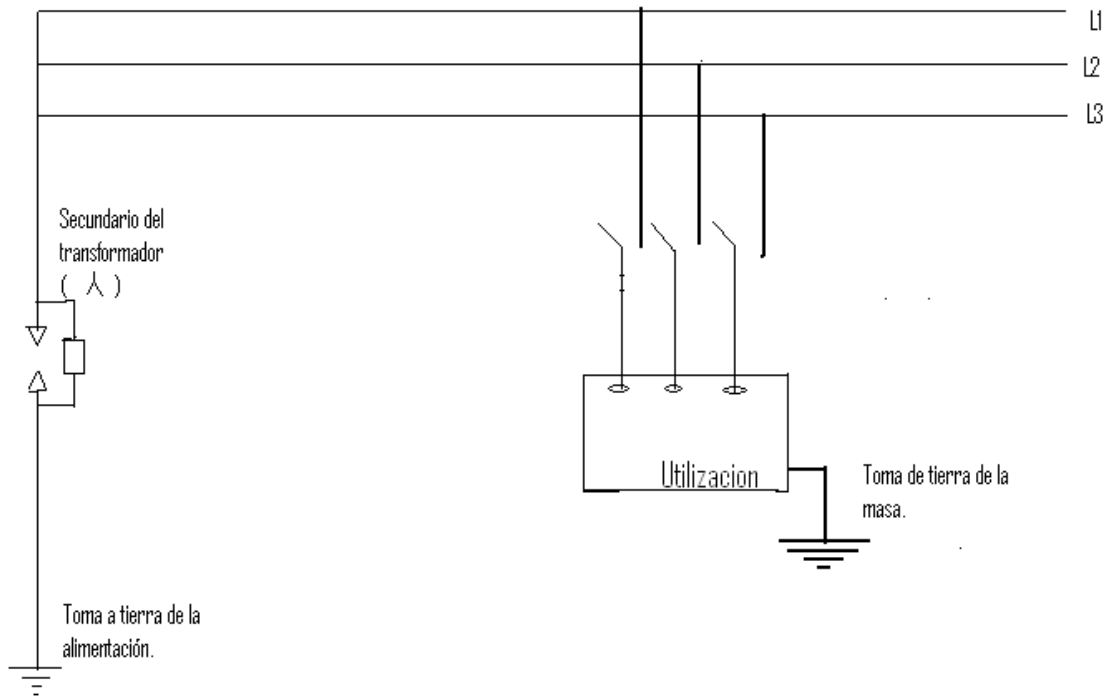 L1
L2
L3
Secundario del
transformador
( ⅄ )
Utilizacion
Toma de tierra de la
masa.
Toma a tierra de la
alimentación.